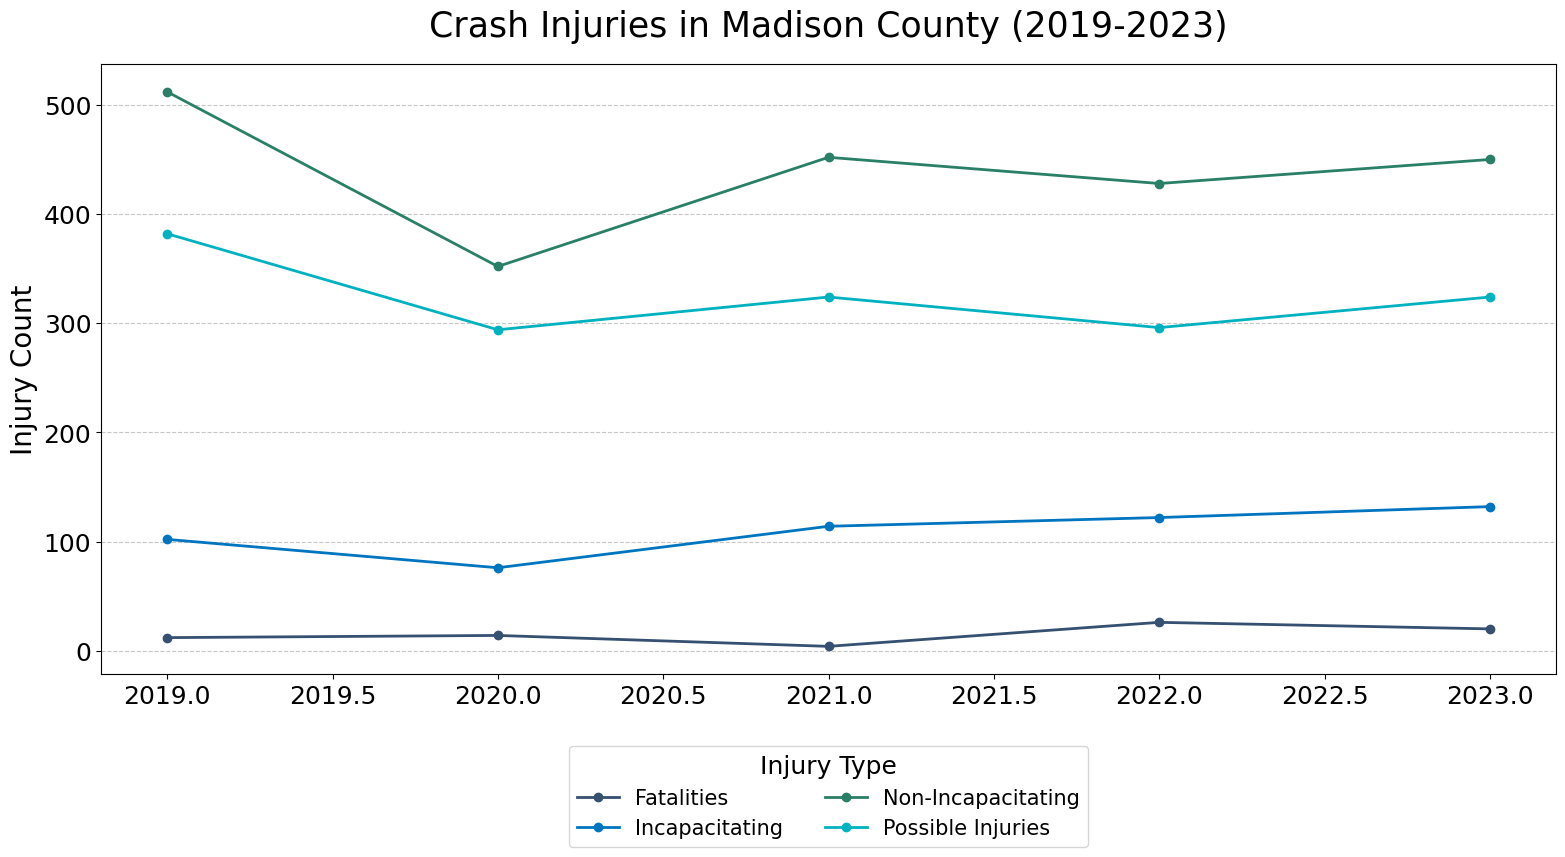 Crash Injuries in Madison County (2019-2023)
Injury Count
500
400
300
200
100
0
2019.0 2019.5 2020.0 2020.5 2021.0 2021.5 2022.0 2022.5 2023.0
Injury Type
Fatalities Non-Incapacitating
Incapacitating Possible Injuries